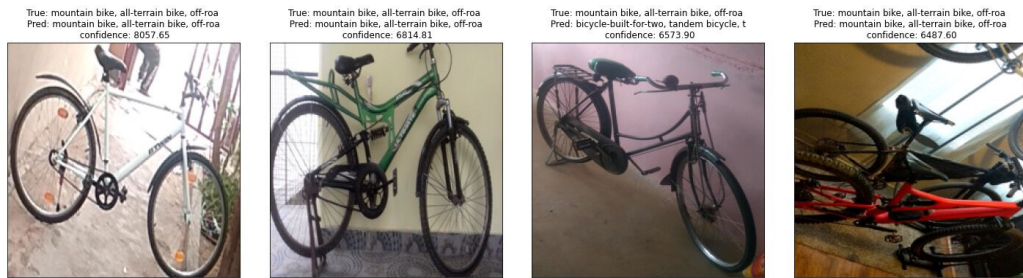 True: mountain bike, all-terrain bike, off-roa
Pred: mountain bike, all-terrain bike, off-roa
confidence: 8057.65
True: mountain bike, all-terrain bike, off-roa
Pred: mountain bike, all-terrain bike, off-roa
confidence: 6814.81
True: mountain bike, all-terrain bike, off-roa
Pred: bicycle-built-for-two, tandem bicycle, t
confidence: 6573.90
True: mountain bike, all-terrain bike, off-roa
Pred: mountain bike, all-terrain bike, off-roa
confidence: 6487.60